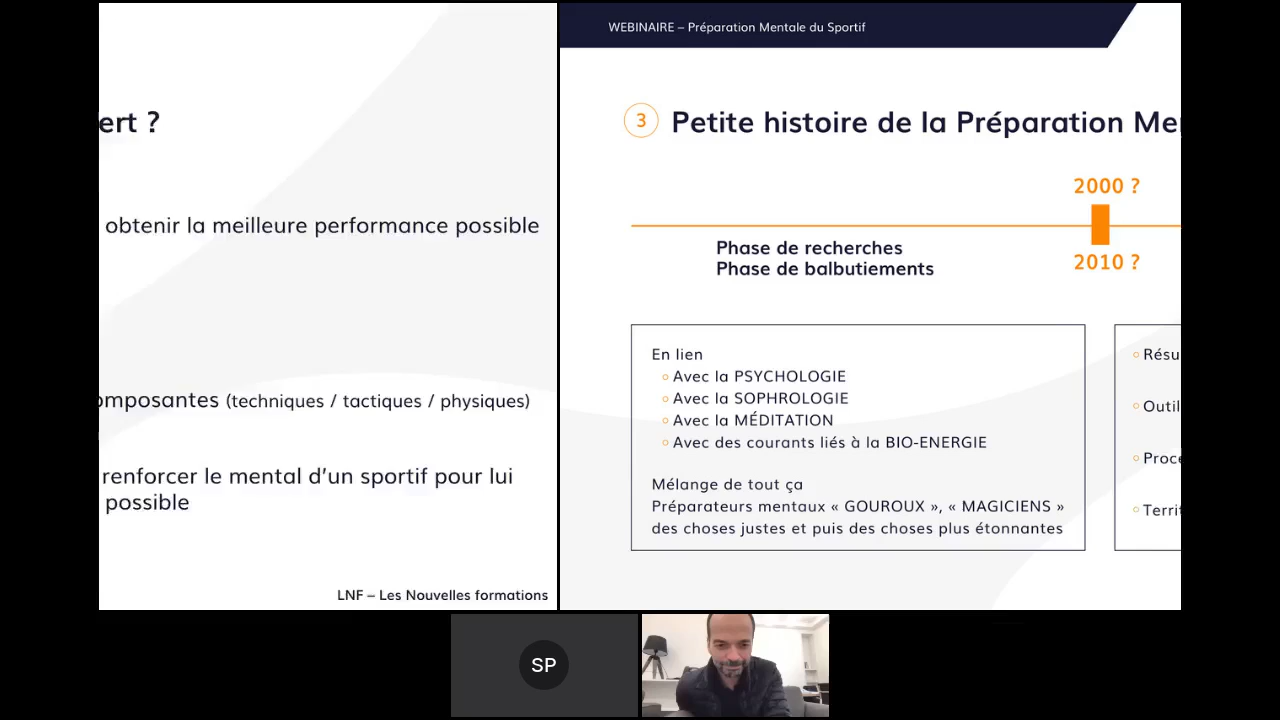 ert ?
obtenir la meilleure performance possible
omposantes (techniques / tactiques / physiques)
renforcer le mental d'un sportif pour lui
possible
LNF – Les Nouvelles formations
WEBINAIRE – Préparation Mentale du Sportif
3 Petite histoire de la Préparation Me
2000 ?
Phase de recherches
Phase de balbutiements
2010 ?
En lien
Avec la PSYCHOLOGIE
Avec la SOPHROLOGIE
Avec la MÉDITATION
Avec des courants liés à la BIO-ENERGIE
Mélange de tout ça
Préparateurs mentaux « GOUROUX », « MAGICIENS »
des choses justes et puis des choses plus étonnantes
Résu
Outil
Proce
Territ
SP